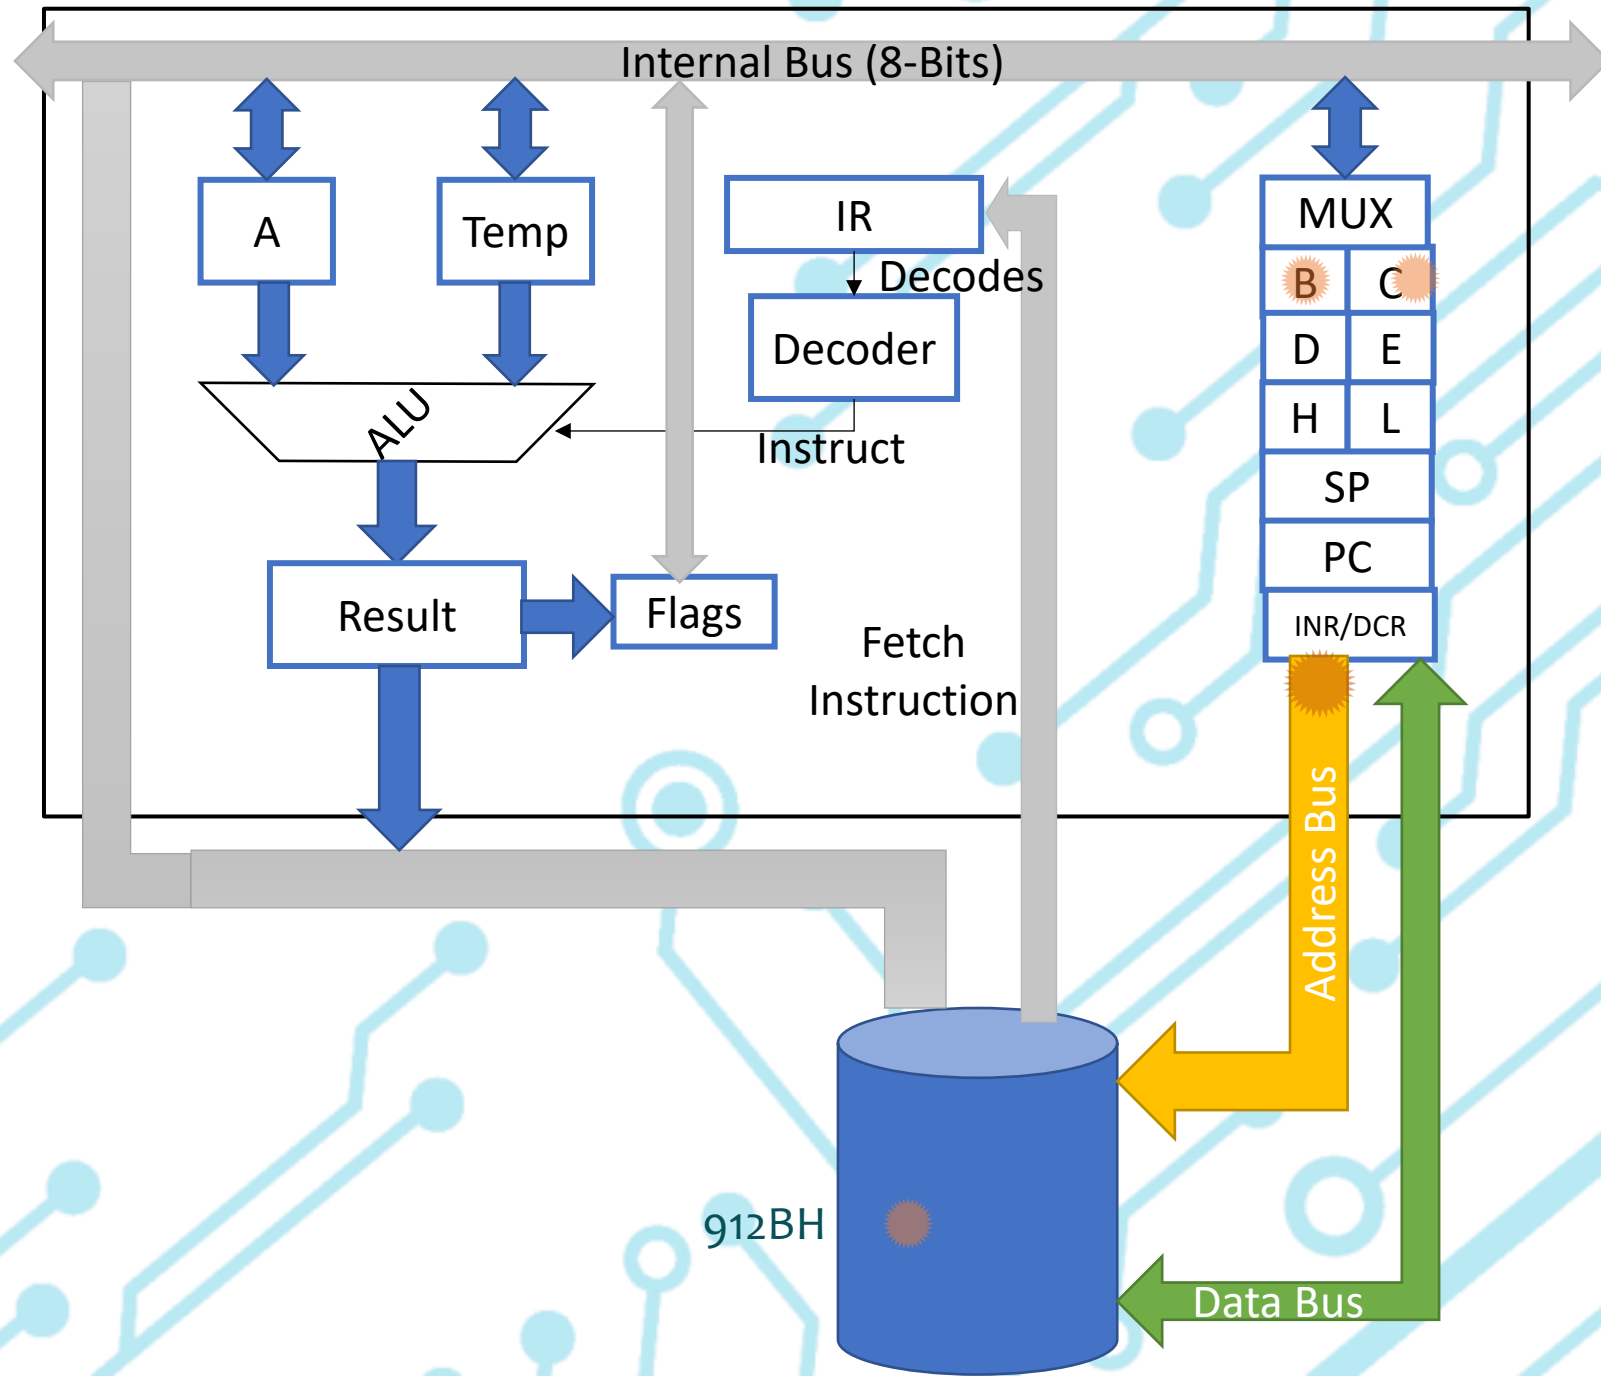 Internal Bus (8-Bits)
A
Temp
IR
MUX
Decodes
B
C
Decoder
D
E
ALU
Instruct
H
L
SP
PC
Result
Flags
INR/DCR
Fetch
Instruction
Address Bus
912BH
Data Bus